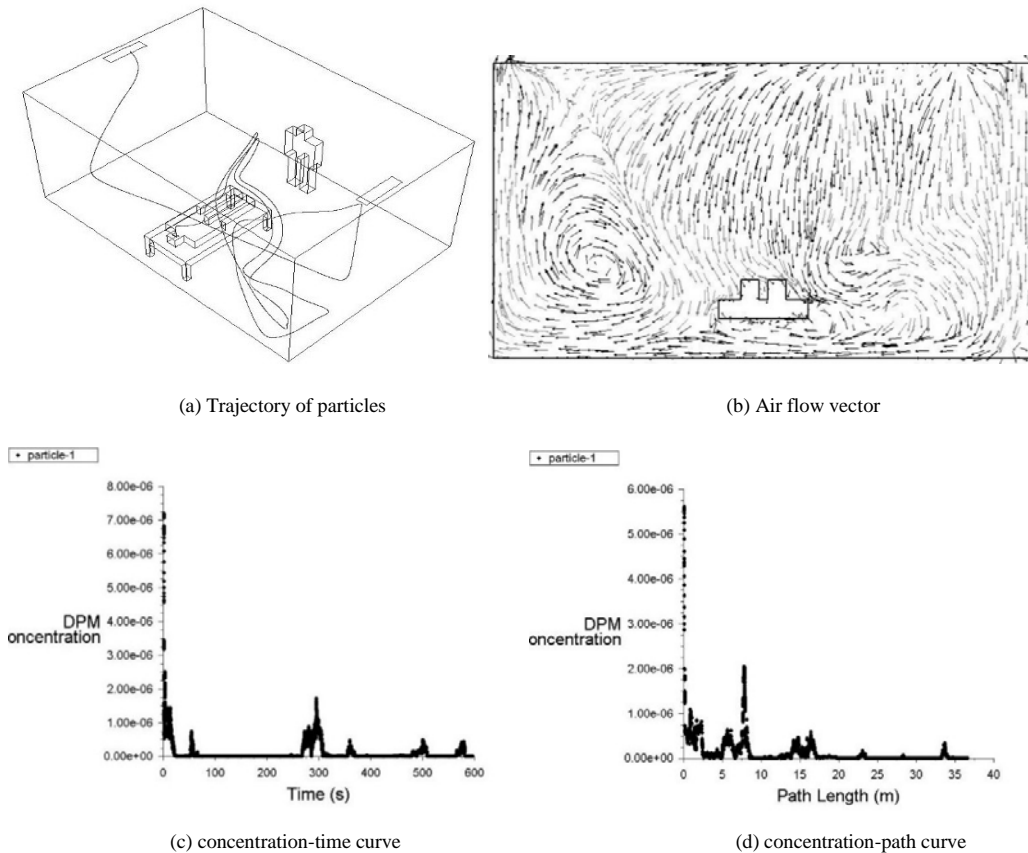 (a) Trajectory of particles
(b) Air flow vector
particle-1
8.00e-06
7.00e-06
6.00e-06
5.00e-06
4.00e-06
3.00e-06
2.00e-06
1.00e-06
0.00e+00
DPM
oncentration
0 100 200 300 400 500 600
Time (s)
(c) concentration-time curve
particle-1
6.00e-06
5.00e-06
4.00e-06
3.00e-06
2.00e-06
1.00e-06
0.00e+00
DPM
oncentration
0 5 10 15 20 25 30 35 40
Path Length (m)
(d) concentration-path curve